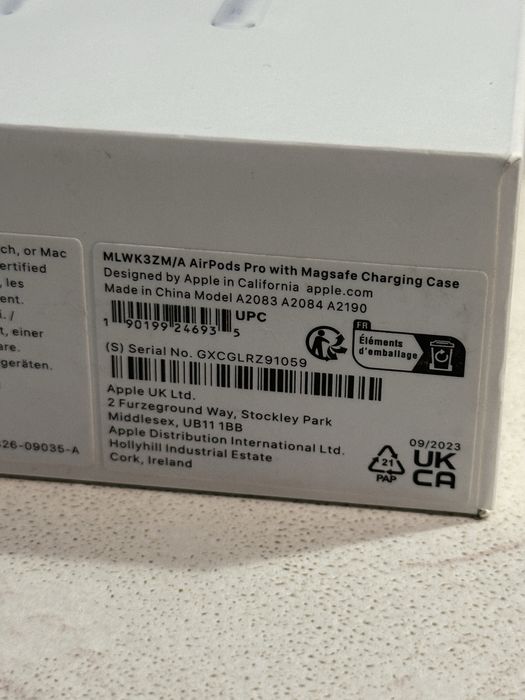 ch, or Mac
ertified
, les
ent.
i. /
t, einer
are.
geräten.
26-09035-A
MLWK3ZM/A AirPods Pro with Magsafe Charging Case
Designed by Apple in California apple.com
Made in China Model A2083 A2084 A2190
UPC
1 90199 24693 5
(S) Serial No. GXCGLRZ91059
FR
Éléments
d'emballage
Apple UK Ltd.
2 Furzeground Way, Stockley Park
Middlesex, UB11 1BB
Apple Distribution International Ltd.
Hollyhill Industrial Estate
Cork, Ireland
21
PAP
09/2023
UK
CA